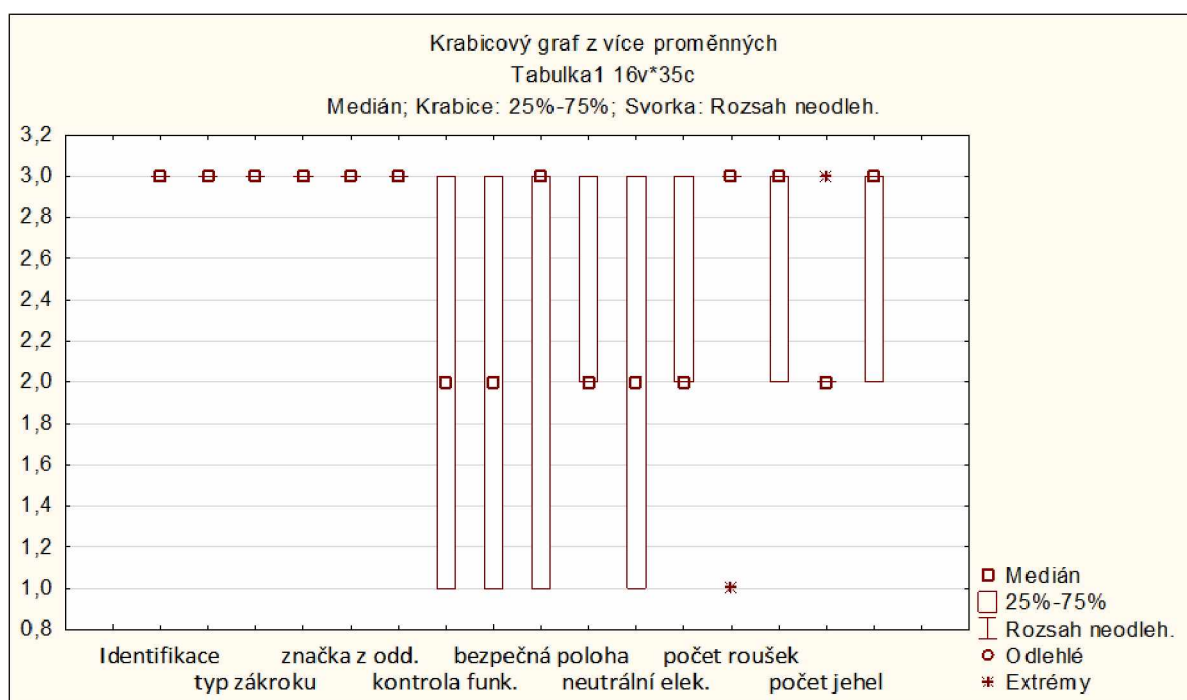 Krabicový graf z více proměnných
Tabulka1 16v*35c
Medián; Krabice: 25%-75%; Svorka: Rozsah neodleh.
3,2
3,0
2,8
2,6
2,4
2,2
2,0
1,8
1,6
1,4
1,2
1,0
0,8
Identifikace značka z odd. bezpečná poloha počet roušek
typ zákroku kontrola funk. neutrální elek. počet jehel
Medián
25%-75%
Rozsah neodleh.
Odlehlé
Extrémy